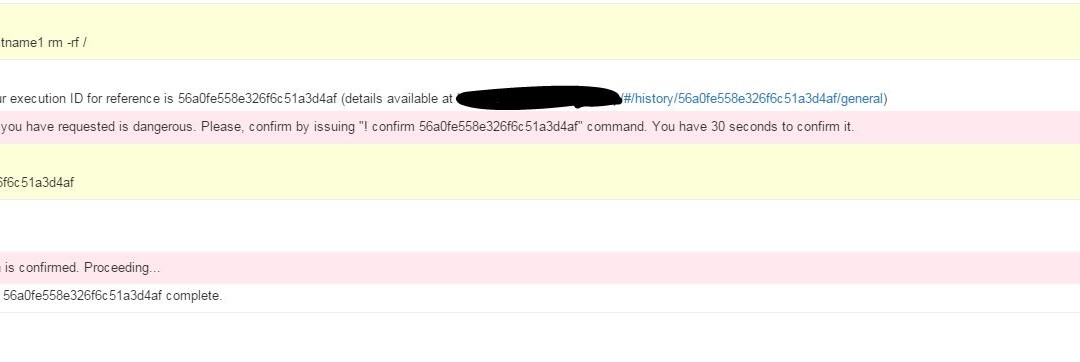 tname1 rm -rf /
ur execution ID for reference is 56a0fe558e326f6c51a3d4af (details available at /#/history/56a0fe558e326f6c51a3d4af/general)
you have requested is dangerous. Please, confirm by issuing "! confirm 56a0fe558e326f6c51a3d4af" command. You have 30 seconds to confirm it.
6f6c51a3d4af
is confirmed. Proceeding...
56a0fe558e326f6c51a3d4af complete.